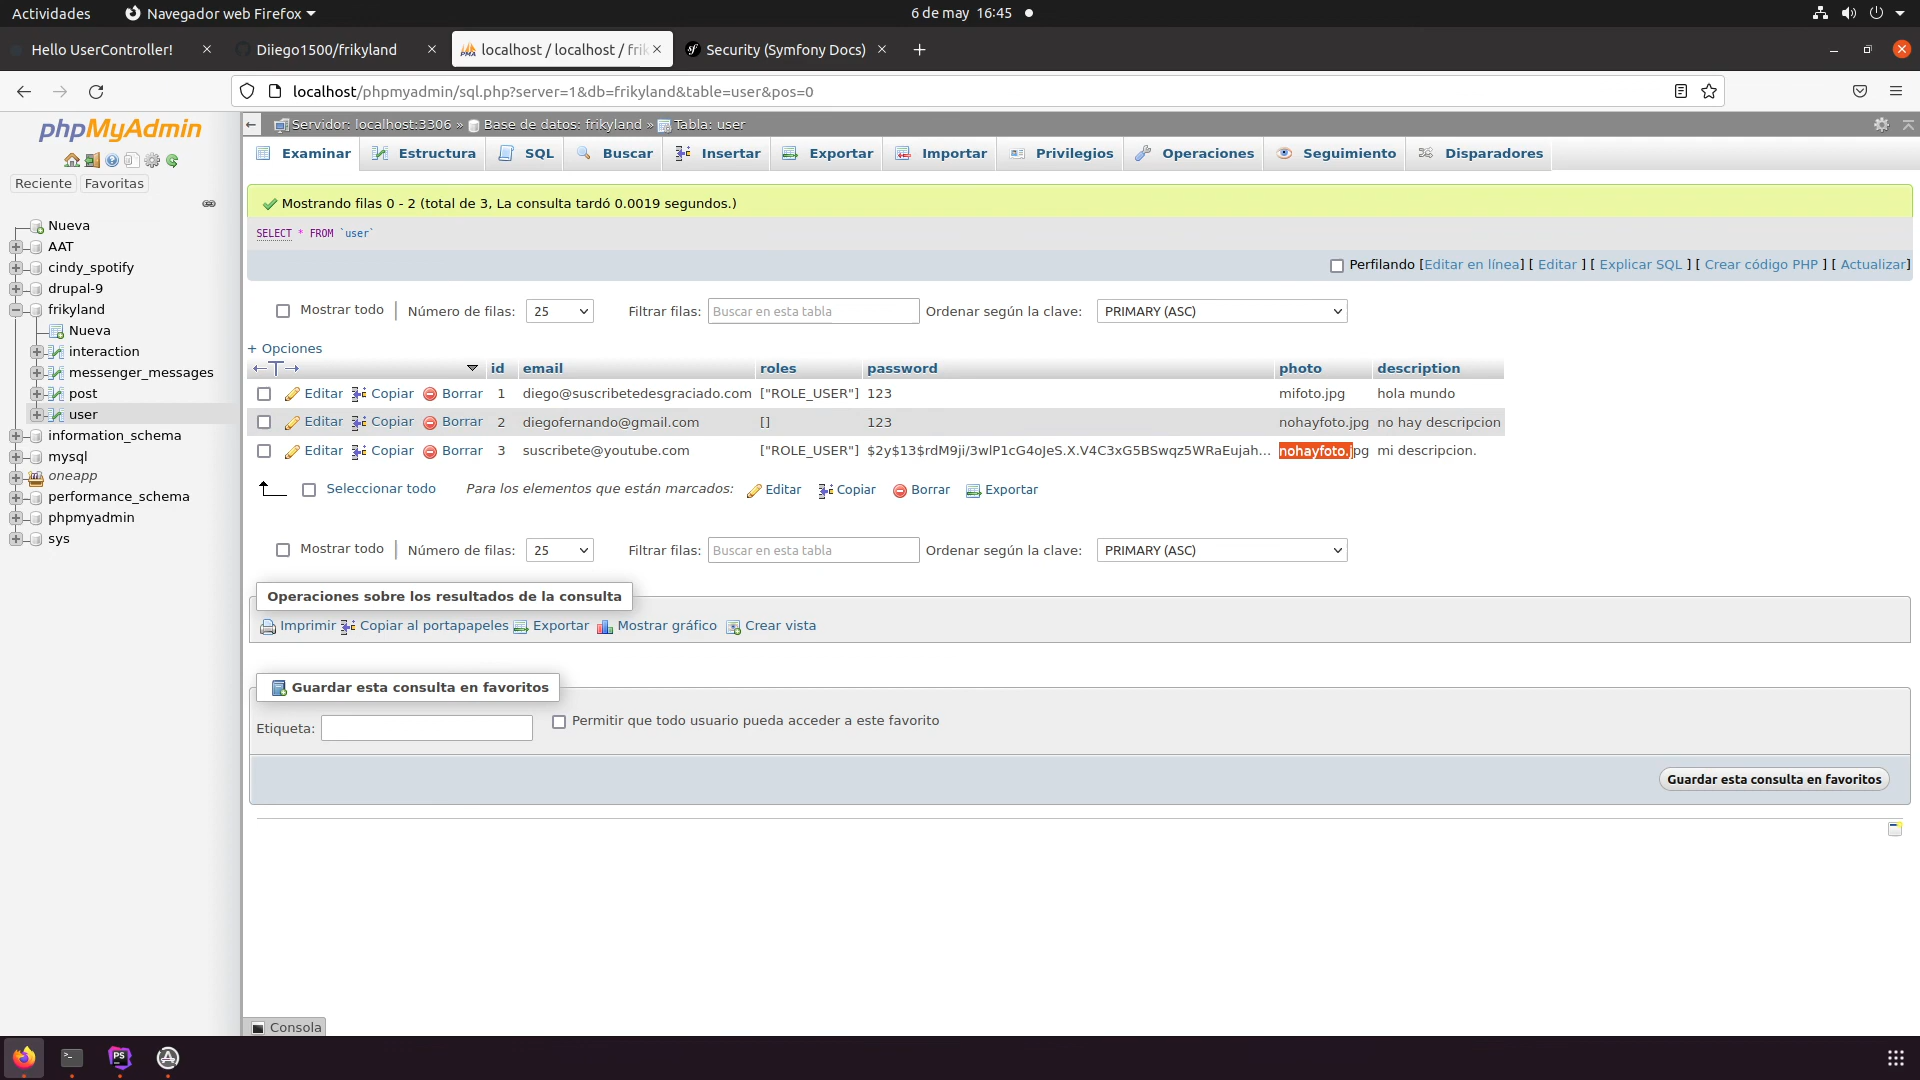 Actividades Navegador web Firefox 6 de may 16:45
Hello UserController! Diiego1500/frikyland localhost / localhost / frik Security (Symfony Docs)
localhost/phpmyadmin/sql.php?server=1&db=frikyland&table=user&pos=0
phpMyAdmin
Reciente Favoritas
Nueva
AAT
cindy_spotify
drupal-9
frikyland
Nueva
interaction
messenger_messages
post
user
information_schema
mysql
oneapp
performance_schema
phpmyadmin
sys
Servidor: localhost:3306 » Base de datos: frikyland » Tabla: user
Examinar Estructura SQL Buscar Insertar Exportar Importar Privilegios Operaciones Seguimiento Disparadores
Mostrando filas 0 - 2 (total de 3, La consulta tardó 0.0019 segundos.)
SELECT * FROM `user`
Perfilando [Editar en línea] [ Editar ] [ Explicar SQL ] [ Crear código PHP ] [ Actualizar]
Mostrar todo | Número de filas: 25 Filtrar filas: Buscar en esta tabla Ordenar según la clave: PRIMARY (ASC)
+ Opciones
←T→ id email roles password photo description
Editar Copiar Borrar 1 diego@suscribetedesgraciado.com ["ROLE_USER"] 123 mifoto.jpg hola mundo
Editar Copiar Borrar 2 diegofernando@gmail.com [] 123 nohayfoto.jpg no hay descripcion
Editar Copiar Borrar 3 suscribete@youtube.com ["ROLE_USER"] $2y$13$rdM9ji/3wlP1cG4oJeS.X.V4C3xG5BSwqz5WRaEujah... nohayfoto.jpg mi descripcion.
Seleccionar todo Para los elementos que están marcados: Editar Copiar Borrar Exportar
Mostrar todo | Número de filas: 25 Filtrar filas: Buscar en esta tabla Ordenar según la clave: PRIMARY (ASC)
Operaciones sobre los resultados de la consulta
Imprimir Copiar al portapapeles Exportar Mostrar gráfico Crear vista
Guardar esta consulta en favoritos
Etiqueta: Permitir que todo usuario pueda acceder a este favorito
Guardar esta consulta en favoritos
Consola